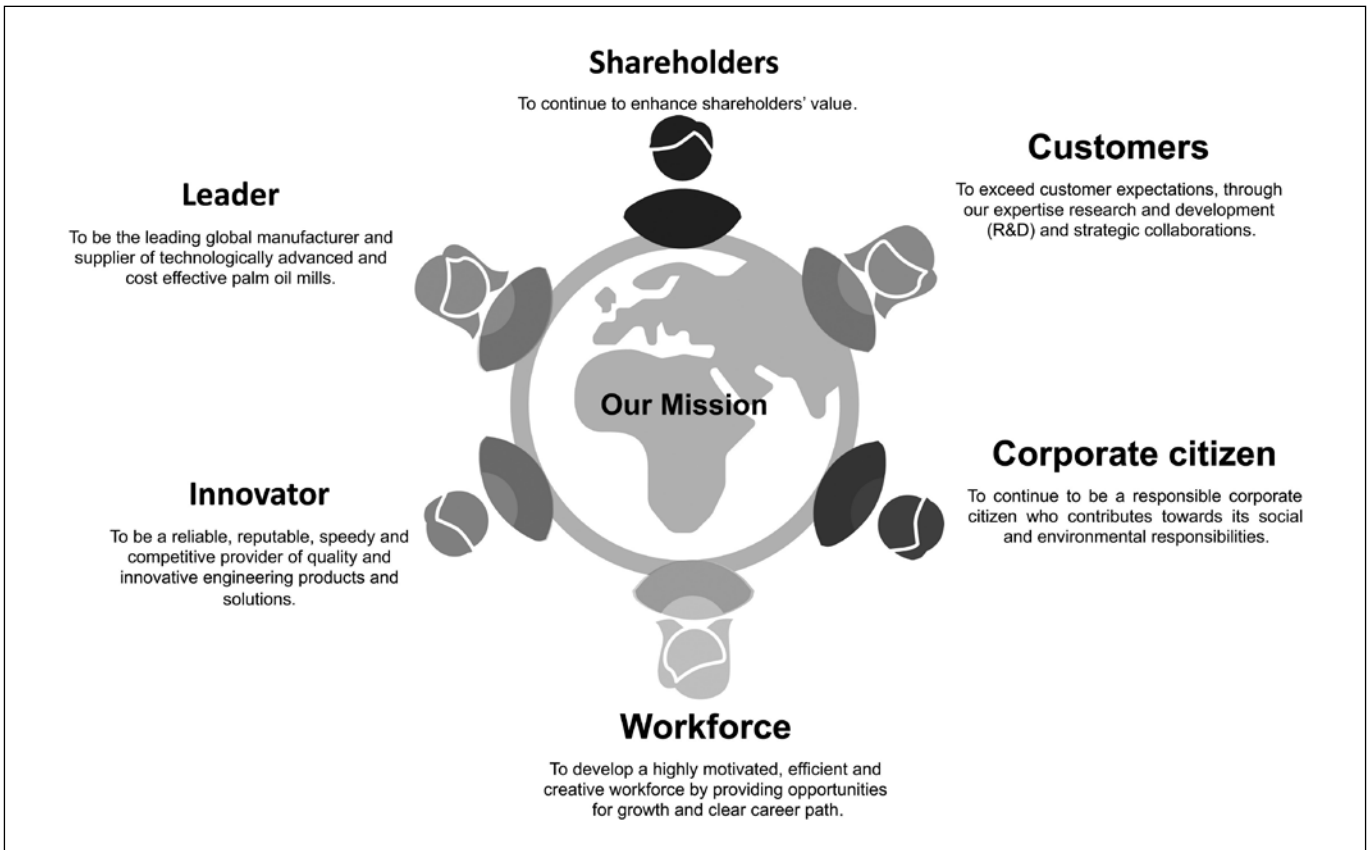 Shareholders
To continue to enhance shareholders' value.
Customers
To exceed customer expectations, through
our expertise research and development
(R&D) and strategic collaborations.
Leader
To be the leading global manufacturer and
supplier of technologically advanced and
cost effective palm oil mills.
Our Mission
Corporate citizen
To continue to be a responsible corporate
citizen who contributes towards its social
and environmental responsibilities.
Innovator
To be a reliable, reputable, speedy and
competitive provider of quality and
innovative engineering products and
solutions.
Workforce
To develop a highly motivated, efficient and
creative workforce by providing opportunities
for growth and clear career path.